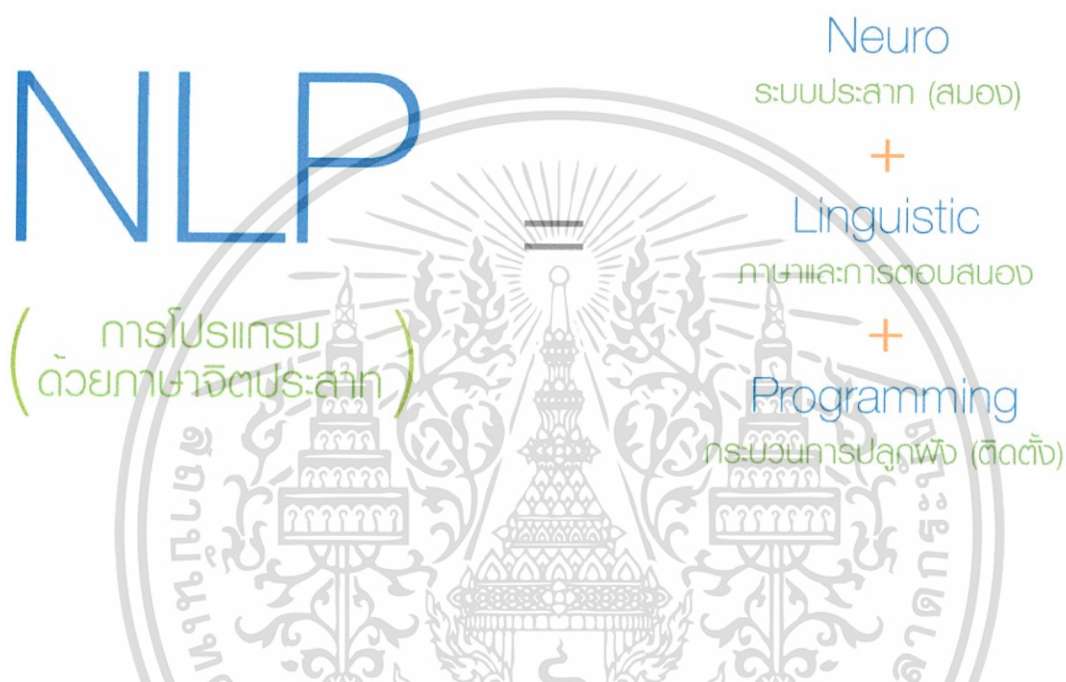 NLP
(การโปรแกรม
ด้วยภาษาจิตประสาท)
=
Neuro
ระบบประสาท (สมอง)
+
Linguistic
ภาษาและการตอบสนอง
+
Programming
กระบวนการปลูกฝัง (ติดตั้ง)